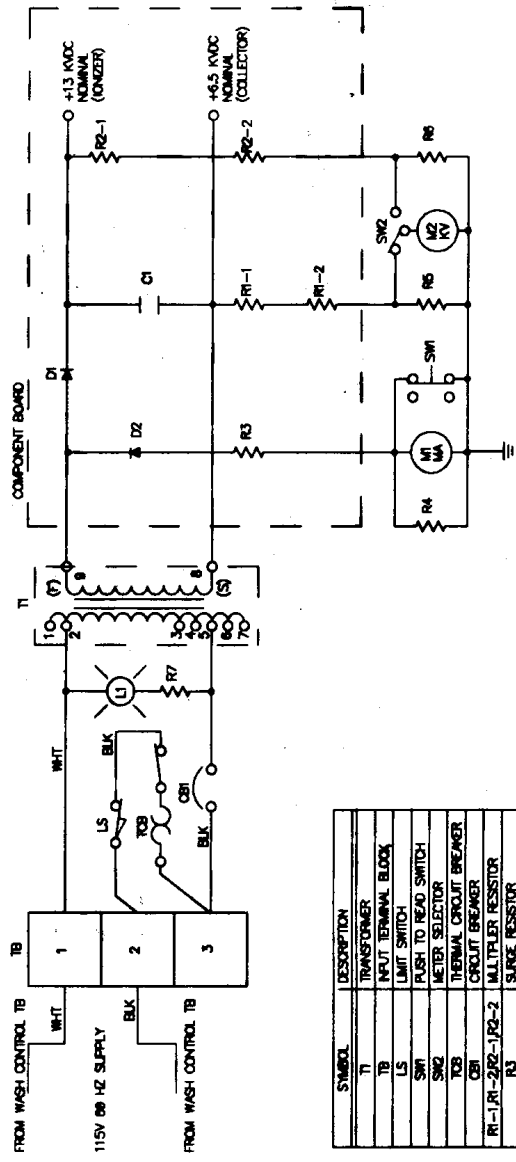 FROM WASH CONTROL TB
115V 60 HZ SUPPLY
FROM WASH CONTROL TB
WHT
BLK
TB
1
2
3
WHT
LS
BLK
TCB
BLK
CB1
L1
R7
T1
1
2
3
4
5
6
7
(F)
9
8
(S)
COMPONENT BOARD
D1
D2
R3
C1
R1-1
R1-2
R2-1
R2-2
+13 KVDC
NOMINAL
(IONIZER)
+6.5 KVDC
NOMINAL
(COLLECTOR)
R4
M1
MA
SW1
R5
SW2
M2
KV
R6
SYMBOL DESCRIPTION
T1 TRANSFORMER
TB INPUT TERMINAL BLOCK
LS LIMIT SWITCH
SW1 PUSH TO READ SWITCH
SW2 METER SELECTOR
TCB THERMAL CIRCUIT BREAKER
CB1 CIRCUIT BREAKER
R1-1,R1-2,R2-1,R2-2 MULTIPLIER RESISTOR
R3 SURGE RESISTOR